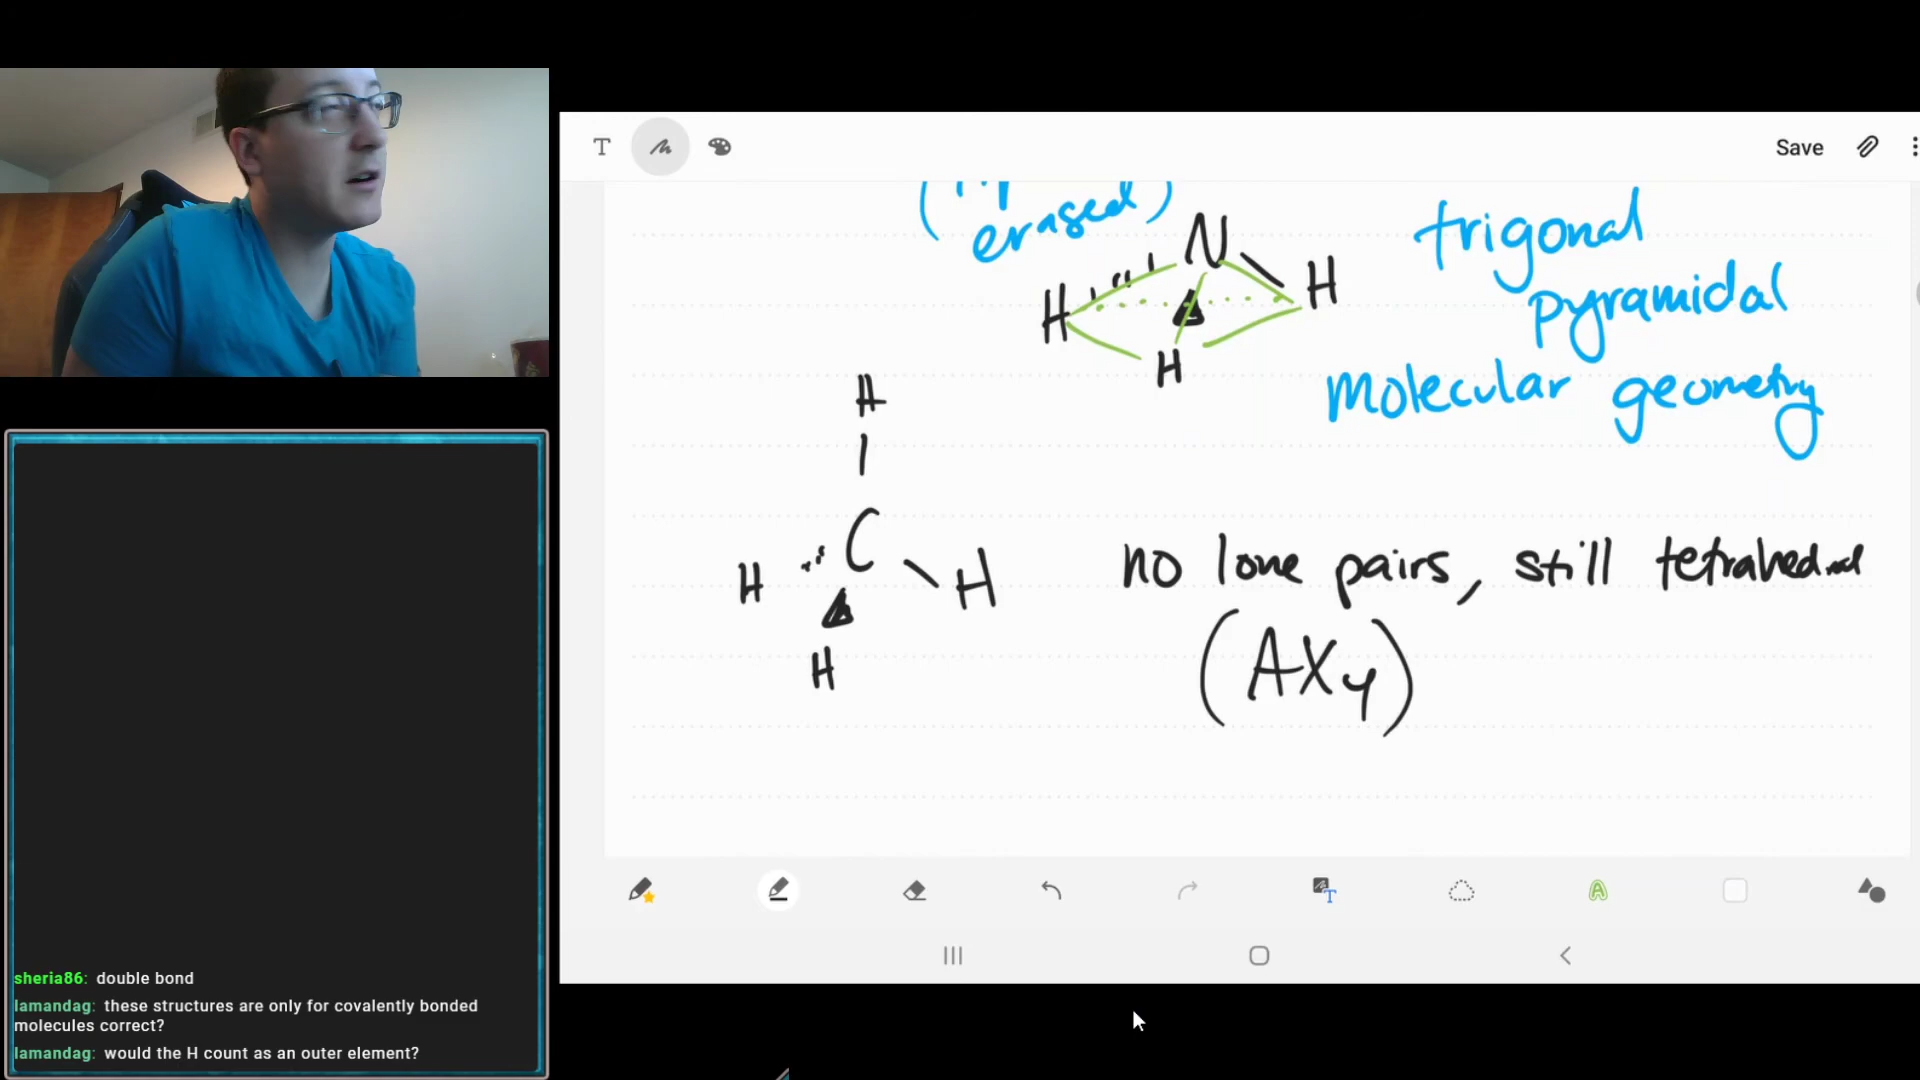 T
Save
erased)
N
trigonal
H
H
pyramidal
H
molecular geometry
H
C
H
H
no lone pairs, still tetrahedral
H
(AX4)
sheria86: double bond
lamandag: these structures are only for covalently bonded
molecules correct?
lamandag: would the H count as an outer element?